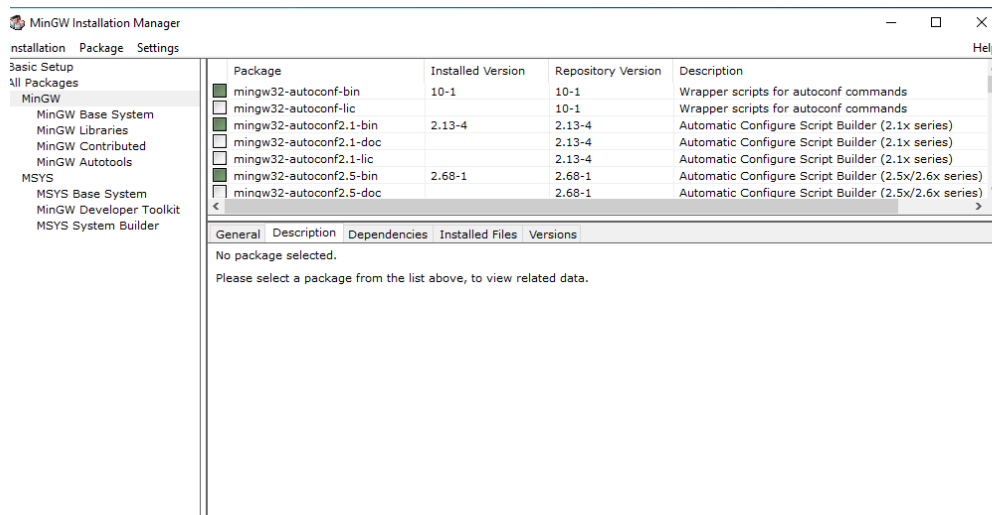 MinGW Installation Manager
nstallation Package Settings Hel
Basic Setup
All Packages
MinGW
MinGW Base System
MinGW Libraries
MinGW Contributed
MinGW Autotools
MSYS
MSYS Base System
MinGW Developer Toolkit
MSYS System Builder
Package Installed Version Repository Version Description
mingw32-autoconf-bin 10-1 10-1 Wrapper scripts for autoconf commands
mingw32-autoconf-lic 10-1 Wrapper scripts for autoconf commands
mingw32-autoconf2.1-bin 2.13-4 2.13-4 Automatic Configure Script Builder (2.1x series)
mingw32-autoconf2.1-doc 2.13-4 Automatic Configure Script Builder (2.1x series)
mingw32-autoconf2.1-lic 2.13-4 Automatic Configure Script Builder (2.1x series)
mingw32-autoconf2.5-bin 2.68-1 2.68-1 Automatic Configure Script Builder (2.5x/2.6x series)
mingw32-autoconf2.5-doc 2.68-1 Automatic Configure Script Builder (2.5x/2.6x series)
General Description Dependencies Installed Files Versions
No package selected.
Please select a package from the list above, to view related data.